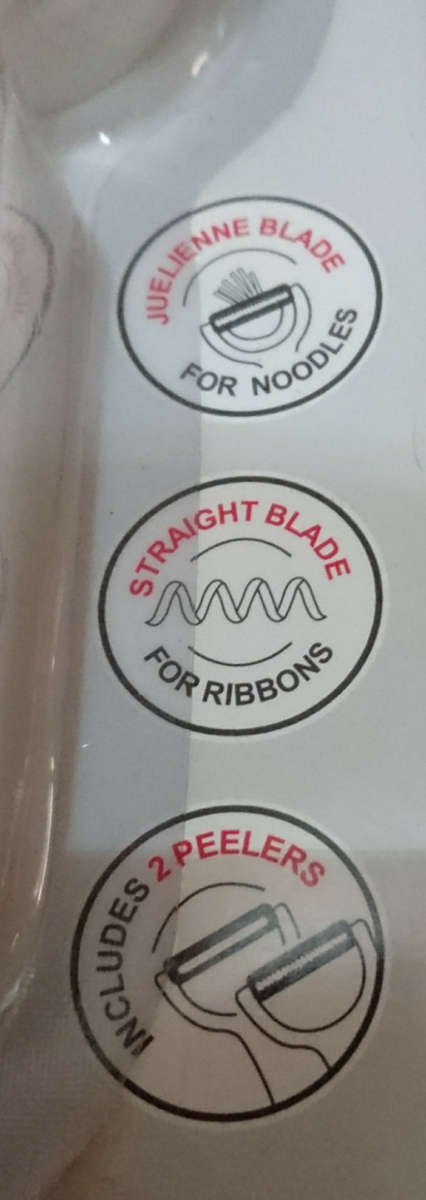 JUELIENNE BLADE
FOR NOODLES
STRAIGHT BLADE
FOR RIBBONS
INCLUDES 2 PEELERS